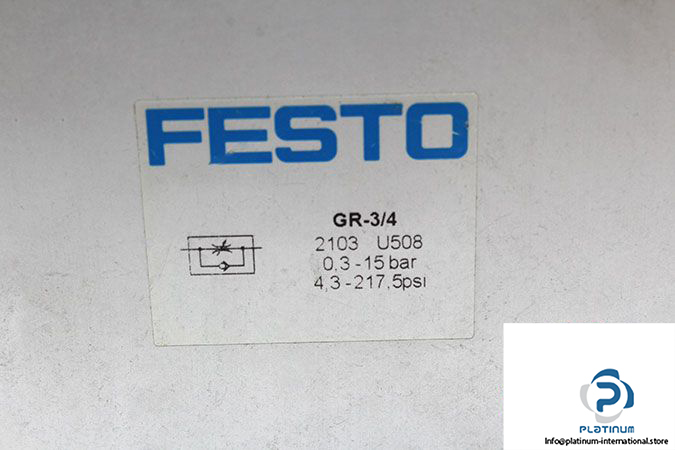 FESTO
GR-3/4
2103 U508
0,3-15 bar
4,3-217,5psi
PLATINUM
Info@platinum-international.store